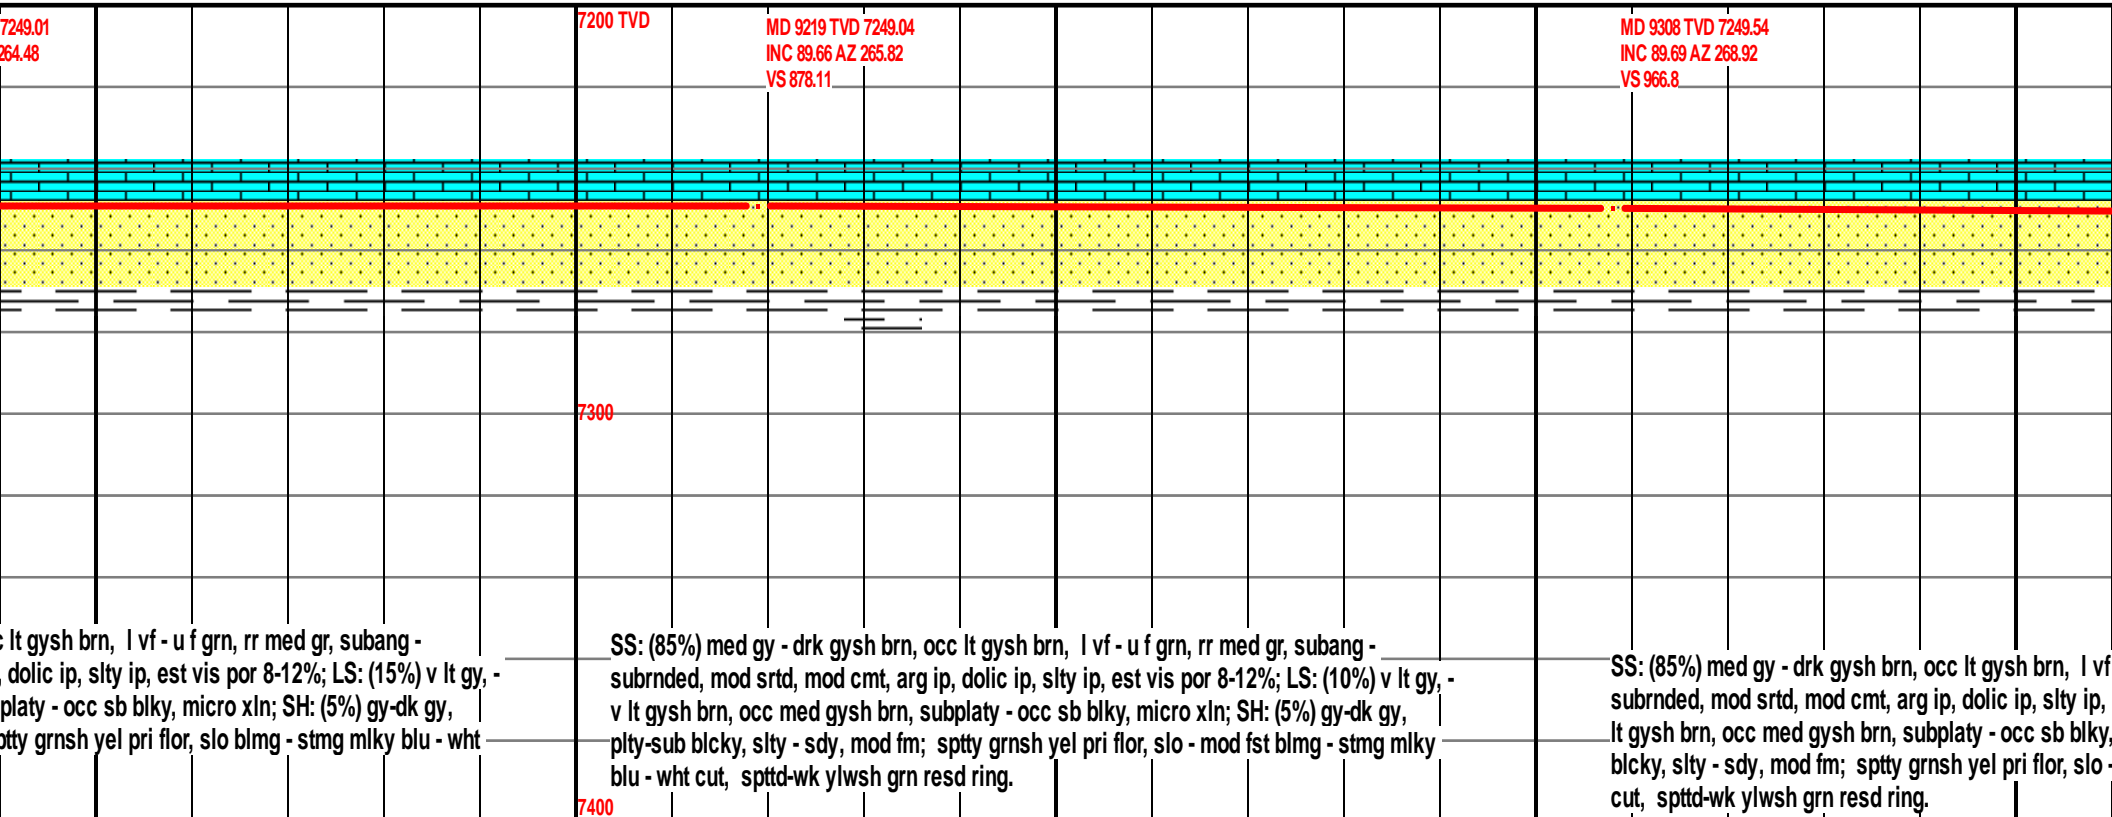 7249.01
264.48
7200 TVD
MD 9219 TVD 7249.04
INC 89.66 AZ 265.82
VS 878.11
MD 9308 TVD 7249.54
INC 89.69 AZ 268.92
VS 966.8
7300
lt gysh brn, l vf - u f grn, rr med gr, subang -
, dolic ip, slty ip, est vis por 8-12%; LS: (15%) v lt gy, -
platy - occ sb blky, micro xln; SH: (5%) gy-dk gy,
ptty grnsh yel pri flor, slo blmg - stmg mlky blu - wht
SS: (85%) med gy - drk gysh brn, occ lt gysh brn, l vf - u f grn, rr med gr, subang -
subrnded, mod srtd, mod cmt, arg ip, dolic ip, slty ip, est vis por 8-12%; LS: (10%) v lt gy, -
v lt gysh brn, occ med gysh brn, subplaty - occ sb blky, micro xln; SH: (5%) gy-dk gy,
plty-sub blcky, slty - sdy, mod fm; sptty grnsh yel pri flor, slo - mod fst blmg - stmg mlky
blu - wht cut, spttd-wk ylwsh grn resd ring.
SS: (85%) med gy - drk gysh brn, occ lt gysh brn, l vf
subrnded, mod srtd, mod cmt, arg ip, dolic ip, slty ip,
lt gysh brn, occ med gysh brn, subplaty - occ sb blky,
blcky, slty - sdy, mod fm; sptty grnsh yel pri flor, slo -
cut, spttd-wk ylwsh grn resd ring.
7400